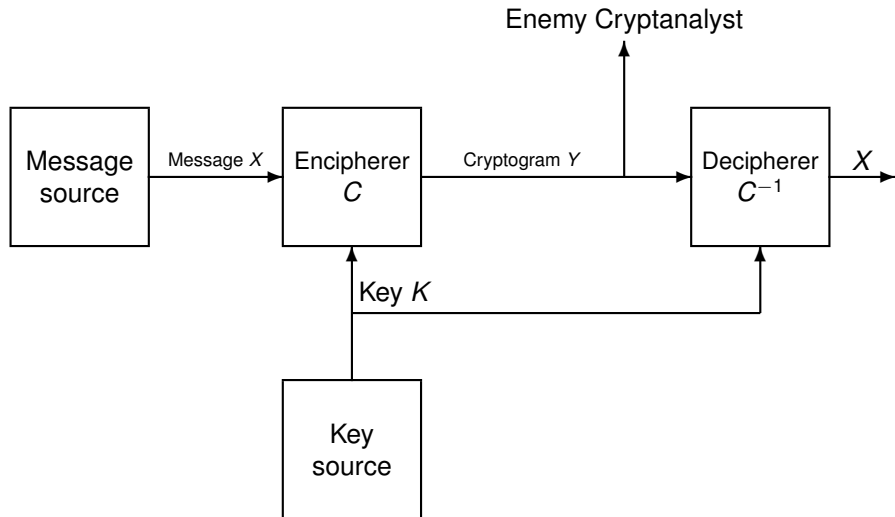 Enemy Cryptanalyst
Message
source
Message X
Encipherer
C
Cryptogram Y
Decipherer
C⁻¹
X
Key K
Key
source